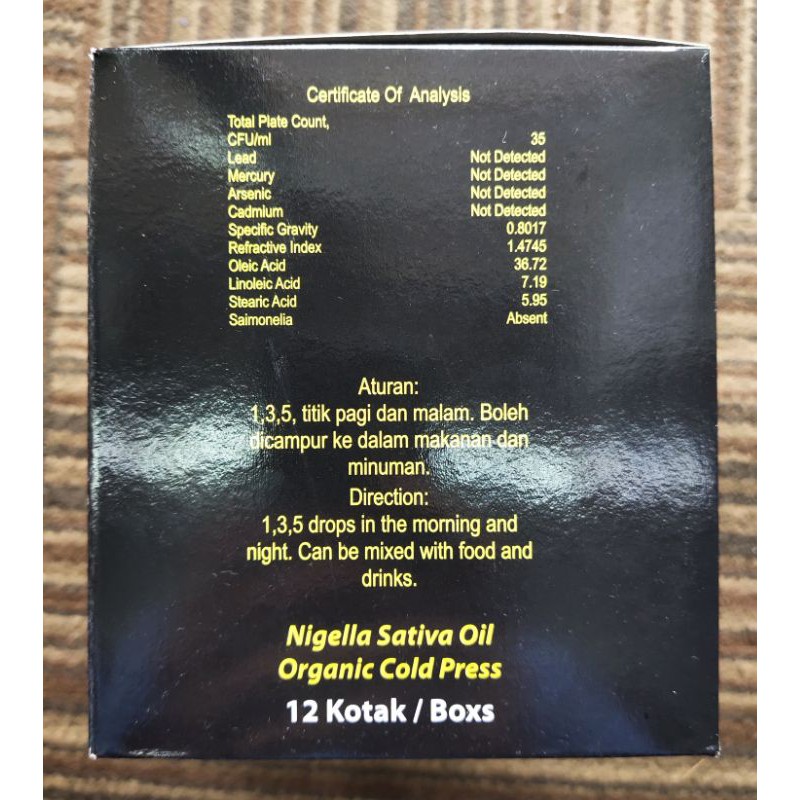 Certificate Of Analysis
Total Plate Count,
CFU/ml 35
Lead Not Detected
Mercury Not Detected
Arsenic Not Detected
Cadmium Not Detected
Specific Gravity 0.8017
Refractive Index 1.4745
Oleic Acid 36.72
Linoleic Acid 7.19
Stearic Acid 5.95
Saimonelia Absent
Aturan:
1,3,5, titik pagi dan malam. Boleh
dicampur ke dalam makanan dan
minuman.
Direction:
1,3,5 drops in the morning and
night. Can be mixed with food and
drinks.
Nigella Sativa Oil
Organic Cold Press
12 Kotak / Boxs